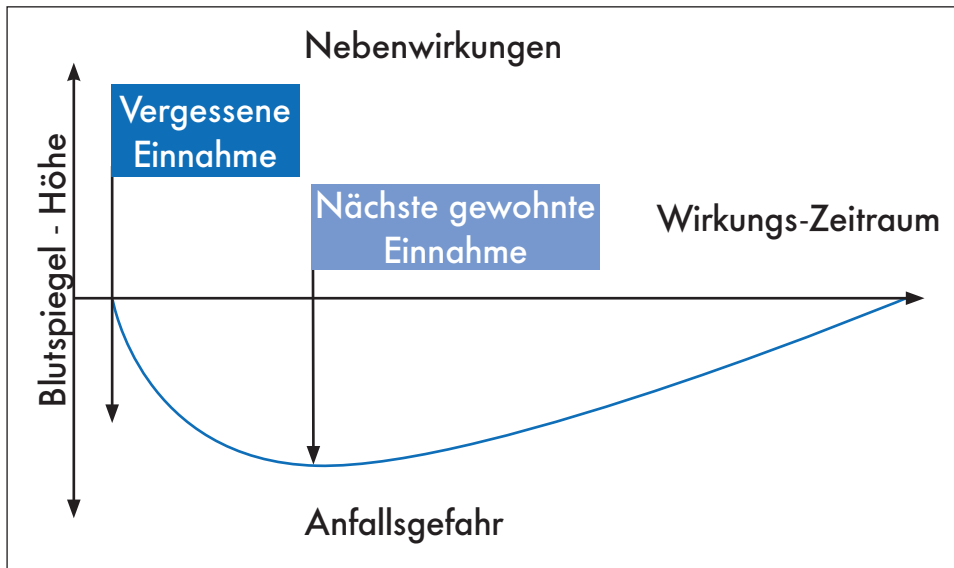 Nebenwirkungen
Vergessene
Einnahme
Blutspiegel - Höhe
Nächste gewohnte
Einnahme
Wirkungs-Zeitraum
Anfallsgefahr